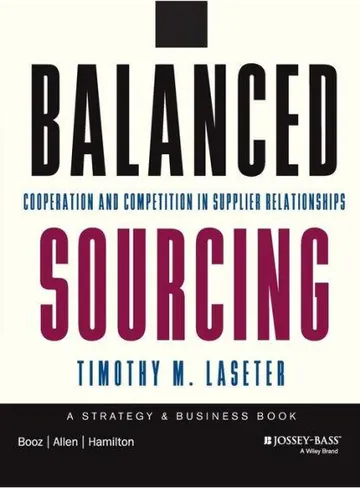 BALANCED
COOPERATION AND COMPETITION IN SUPPLIER RELATIONSHIPS
SOURCING
TIMOTHY M. LASETER
A STRATEGY & BUSINESS BOOK
Booz | Allen | Hamilton
JOSSEY-BASS™
A Wiley Brand